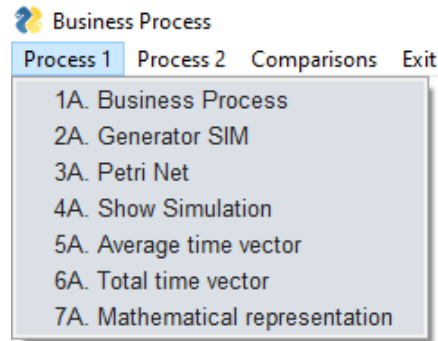 Business Process
Process 1 Process 2 Comparisons Exit
1A. Business Process
2A. Generator SIM
3A. Petri Net
4A. Show Simulation
5A. Average time vector
6A. Total time vector
7A. Mathematical representation